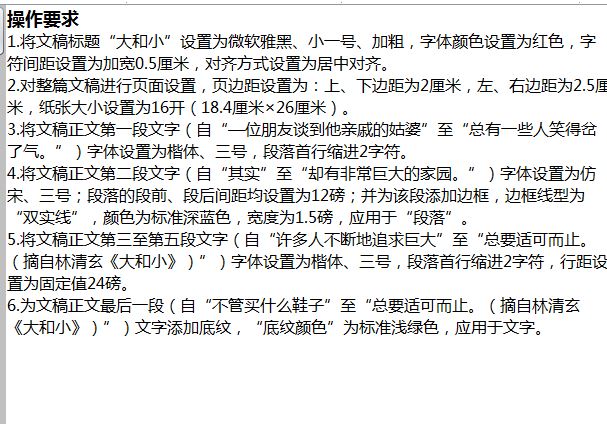 操作要求
1.将文稿标题“大和小”设置为微软雅黑、小一号、加粗，字体颜色设置为红色，字
符间距设置为加宽0.5厘米，对齐方式设置为居中对齐。
2.对整篇文稿进行页面设置，页边距设置为：上、下边距为2厘米，左、右边距为2.5厘
米，纸张大小设置为16开（18.4厘米×26厘米）。
3.将文稿正文第一段文字（自“一位朋友谈到他亲戚的姑婆”至“总有一些人笑得岔
了气。”）字体设置为楷体、三号，段落首行缩进2字符。
4.将文稿正文第二段文字（自“其实”至“却有非常巨大的家园。”）字体设置为仿
宋、三号；段落的段前、段后间距均设置为12磅；并为该段添加边框，边框线型为
“双实线”，颜色为标准深蓝色，宽度为1.5磅，应用于“段落”。
5.将文稿正文第三至第五段文字（自“许多人不断地追求巨大”至“总要适可而止。
（摘自林清玄《大和小》）”）字体设置为楷体、三号，段落首行缩进2字符，行距设
置为固定值24磅。
6.为文稿正文最后一段（自“不管买什么鞋子”至“总要适可而止。（摘自林清玄
《大和小》）”）文字添加底纹，“底纹颜色”为标准浅绿色，应用于文字。